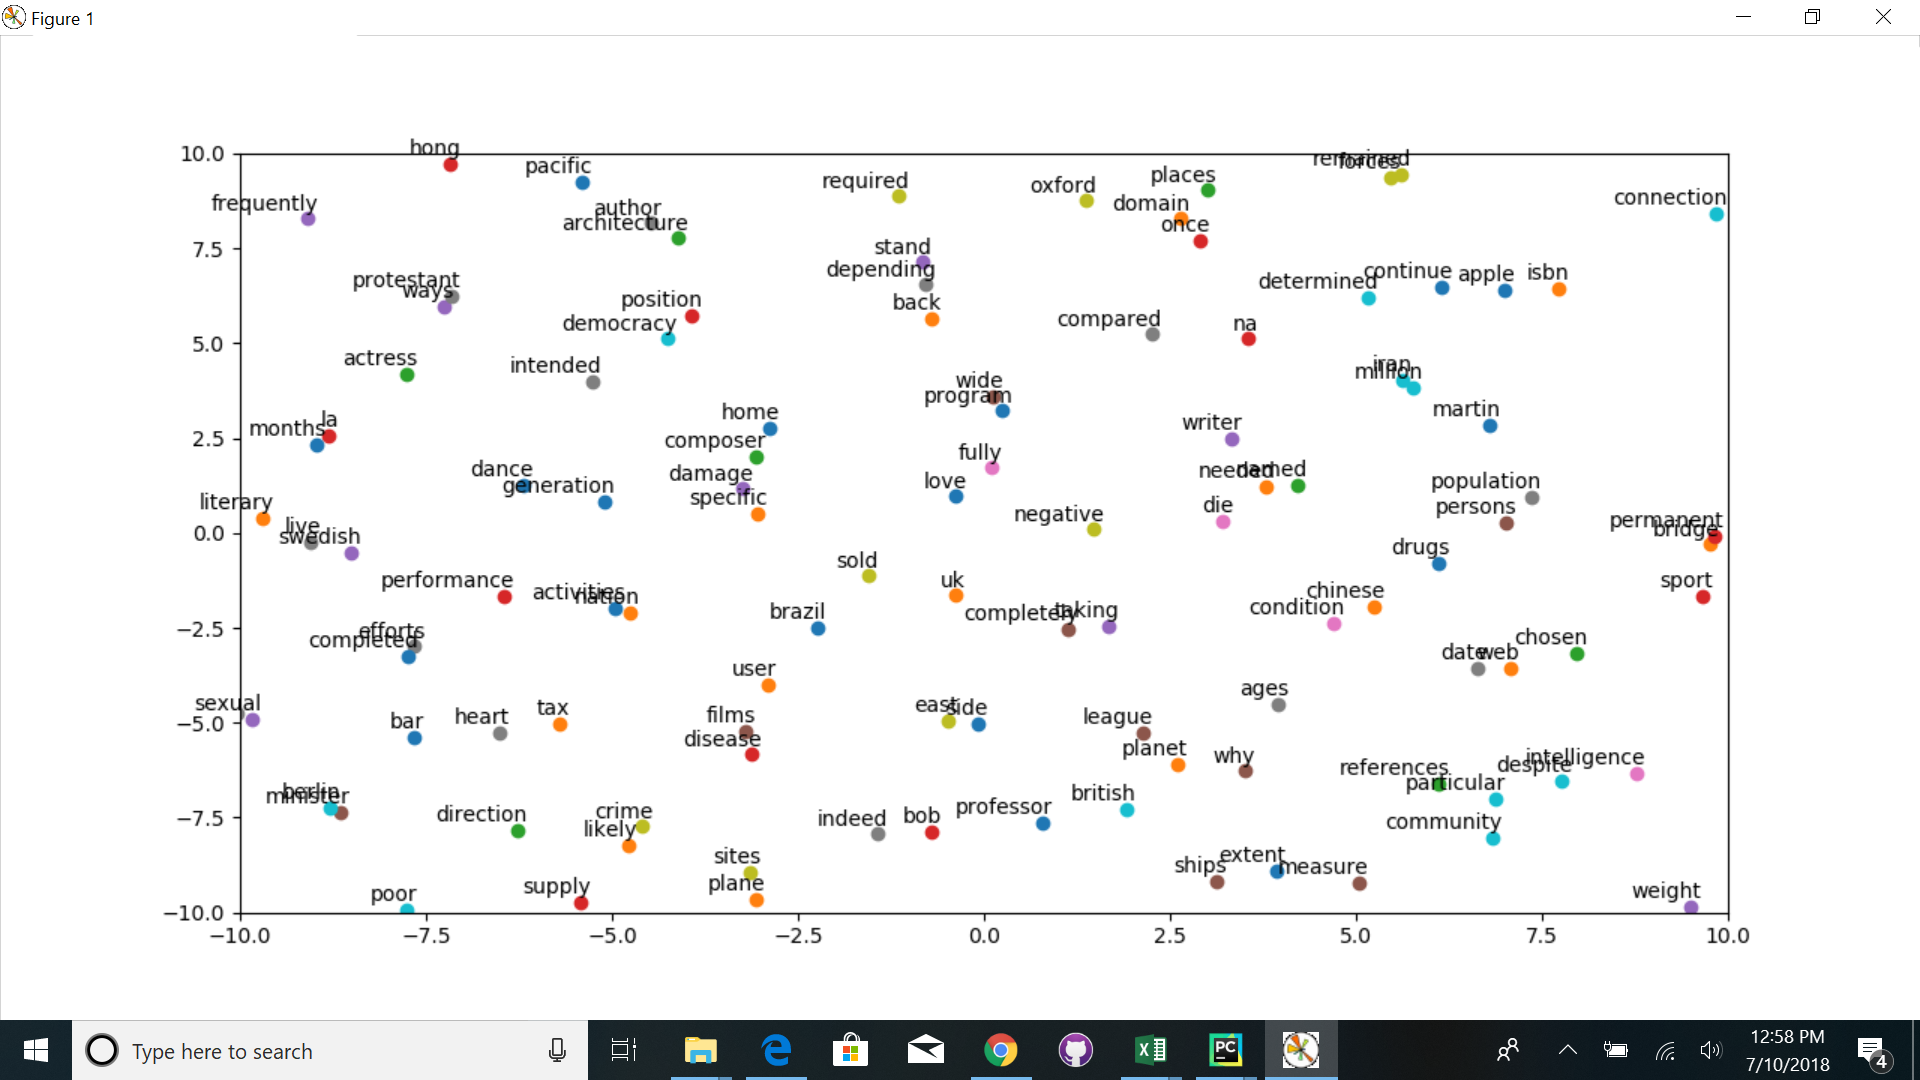 Figure 1
hong
10.0
pacific
remained
forces
places
required
oxford
connection
domain
frequently
author
architecture
once
7.5
stand
depending
continue
apple
isbn
determined
protestant
ways
position
back
democracy
compared
na
5.0
actress
intended
iran
million
wide
program
home
martin
la
months
writer
2.5
composer
fully
dance
generation
damage
specific
love
needed
named
population
persons
literary
die
negative
live
swedish
0.0
permanent
bridge
drugs
sold
performance
activities
nation
uk
chinese
condition
sport
brazil
completely
taking
−2.5
efforts
completed
chosen
date
web
user
ages
sexual
−5.0
bar
heart
tax
films
disease
east
side
league
planet
why
intelligence
despite
references
particular
berlin
minister
british
direction
crime
likely
indeed
bob
professor
−7.5
community
sites
plane
ships
extent
measure
poor
supply
weight
−10.0
−10.0
−7.5
−5.0
−2.5
0.0
2.5
5.0
7.5
10.0
Type here to search
PC
12:58 PM
7/10/2018
4